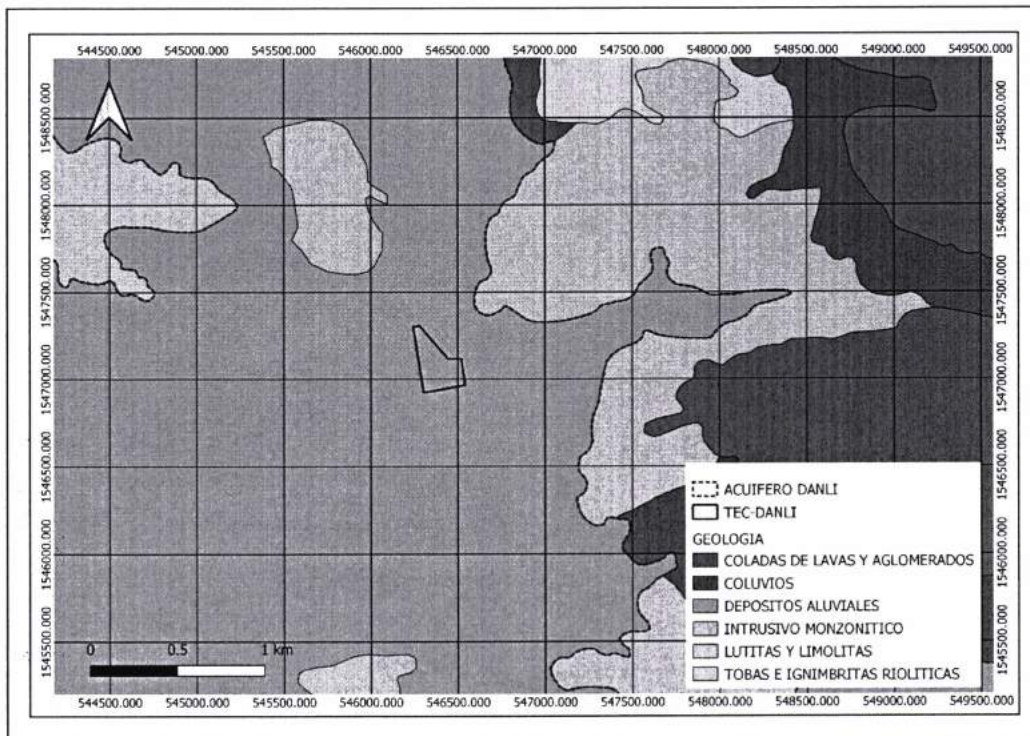 544500.000 545000.000 545500.000 546000.000 546500.000 547000.000 547500.000 548000.000 548500.000 549000.000 549500.000
1548500.000
1548000.000
1547500.000
1547000.000
1546500.000
1546000.000
1545500.000
1548500.000
1548000.000
1547500.000
1547000.000
1546500.000
1546000.000
1545500.000
ACUIFERO DANLI
TEC-DANLI
GEOLOGIA
COLADAS DE LAVAS Y AGLOMERADOS
COLUVIOS
DEPOSITOS ALUVIALES
INTRUSIVO MONZONITICO
LUTITAS Y LIMOLITAS
TOBAS E IGNIMBRITAS RIOLITICAS
0 0.5 1 km
544500.000 545000.000 545500.000 546000.000 546500.000 547000.000 547500.000 548000.000 548500.000 549000.000 549500.000